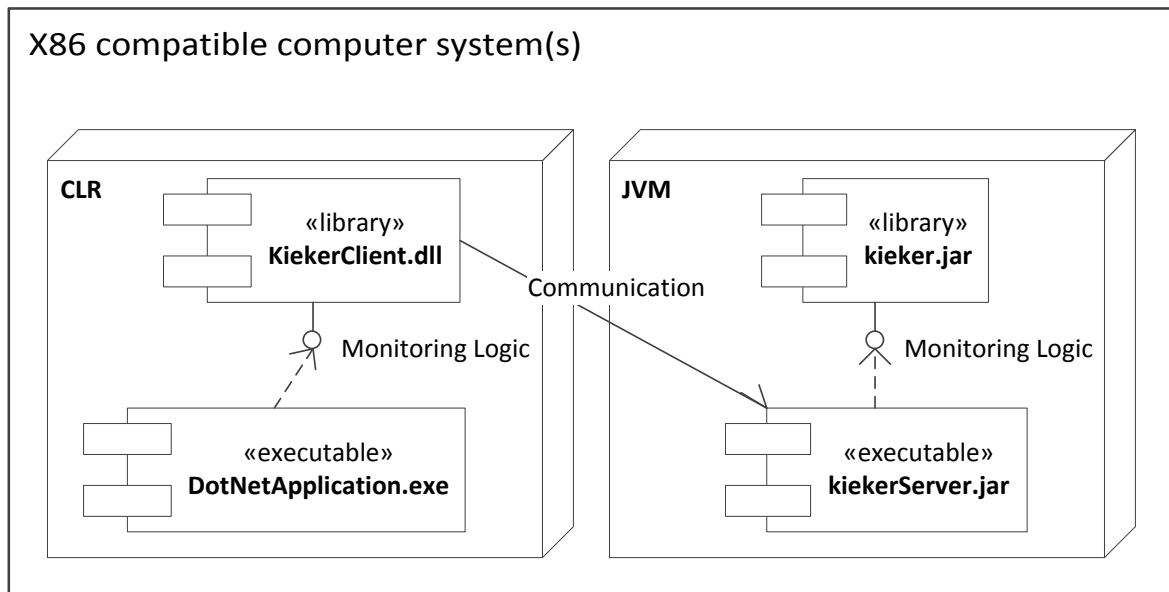 X86 compatible computer system(s)
CLR
«library»
KiekerClient.dll
Monitoring Logic
«executable»
DotNetApplication.exe
Communication
JVM
«library»
kieker.jar
Monitoring Logic
«executable»
kiekerServer.jar